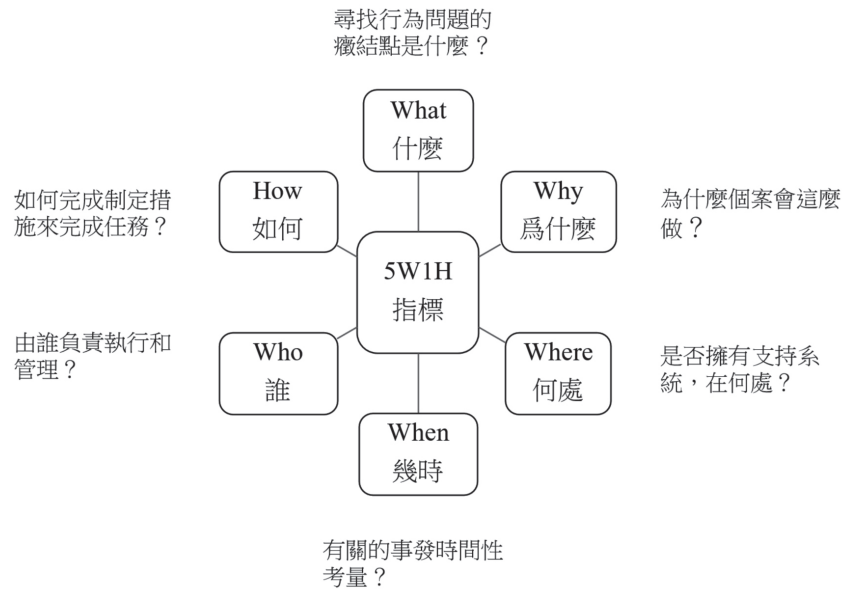 尋找行為問題的
癥結點是什麼？
What
什麼
How
如何
如何完成制定措
施來完成任務？
Why
爲什麼
為什麼個案會這麼
做？
5W1H
指標
由誰負責執行和
管理？
Who
誰
Where
何處
是否擁有支持系
統，在何處？
When
幾時
有關的事發時間性
考量？